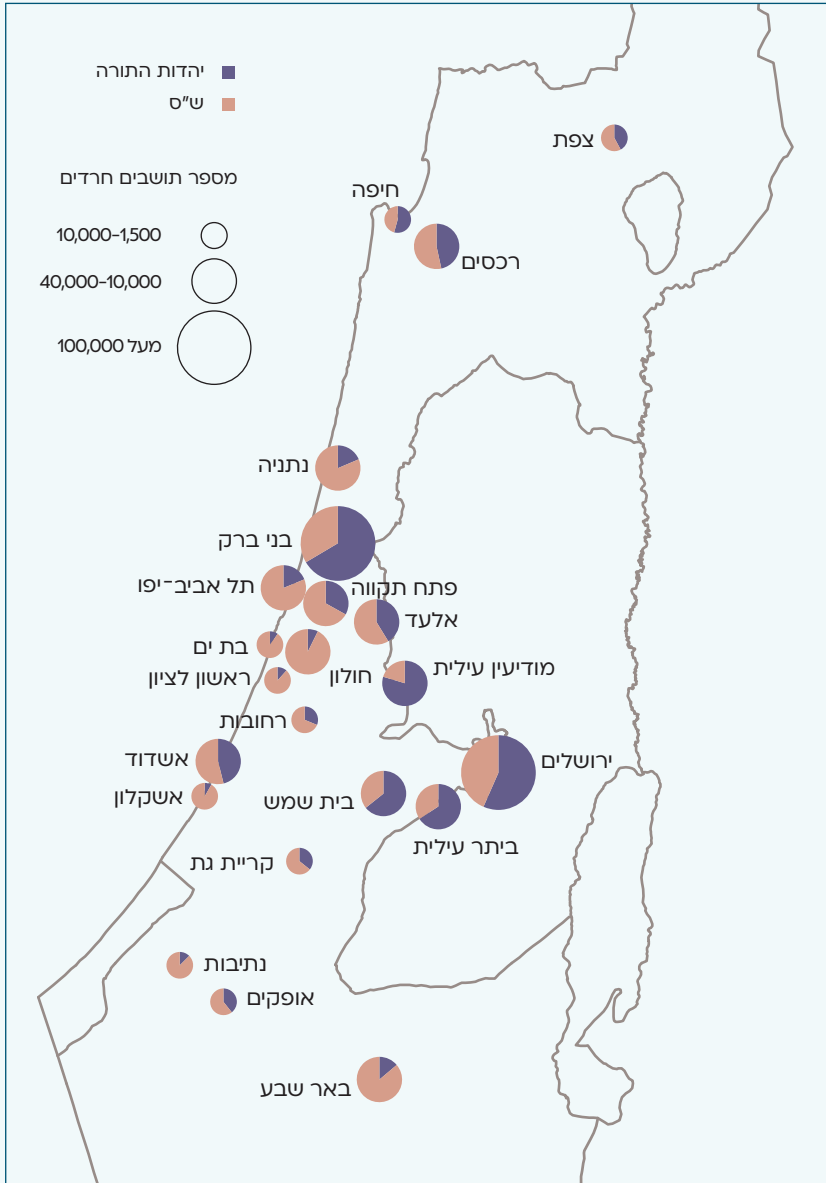 יהדות התורה
ש"ס
מספר תושבים חרדים
10,000-1,500
40,000-10,000
מעל 100,000
צפת
חיפה
רכסים
נתניה
בני ברק
תל אביב-יפו
פתח תקווה
אלעד
בת ים
ראשון לציון
חולון
מודיעין עילית
רחובות
אשדוד
ירושלים
אשקלון
בית שמש
ביתר עילית
קריית גת
נתיבות
אופקים
באר שבע